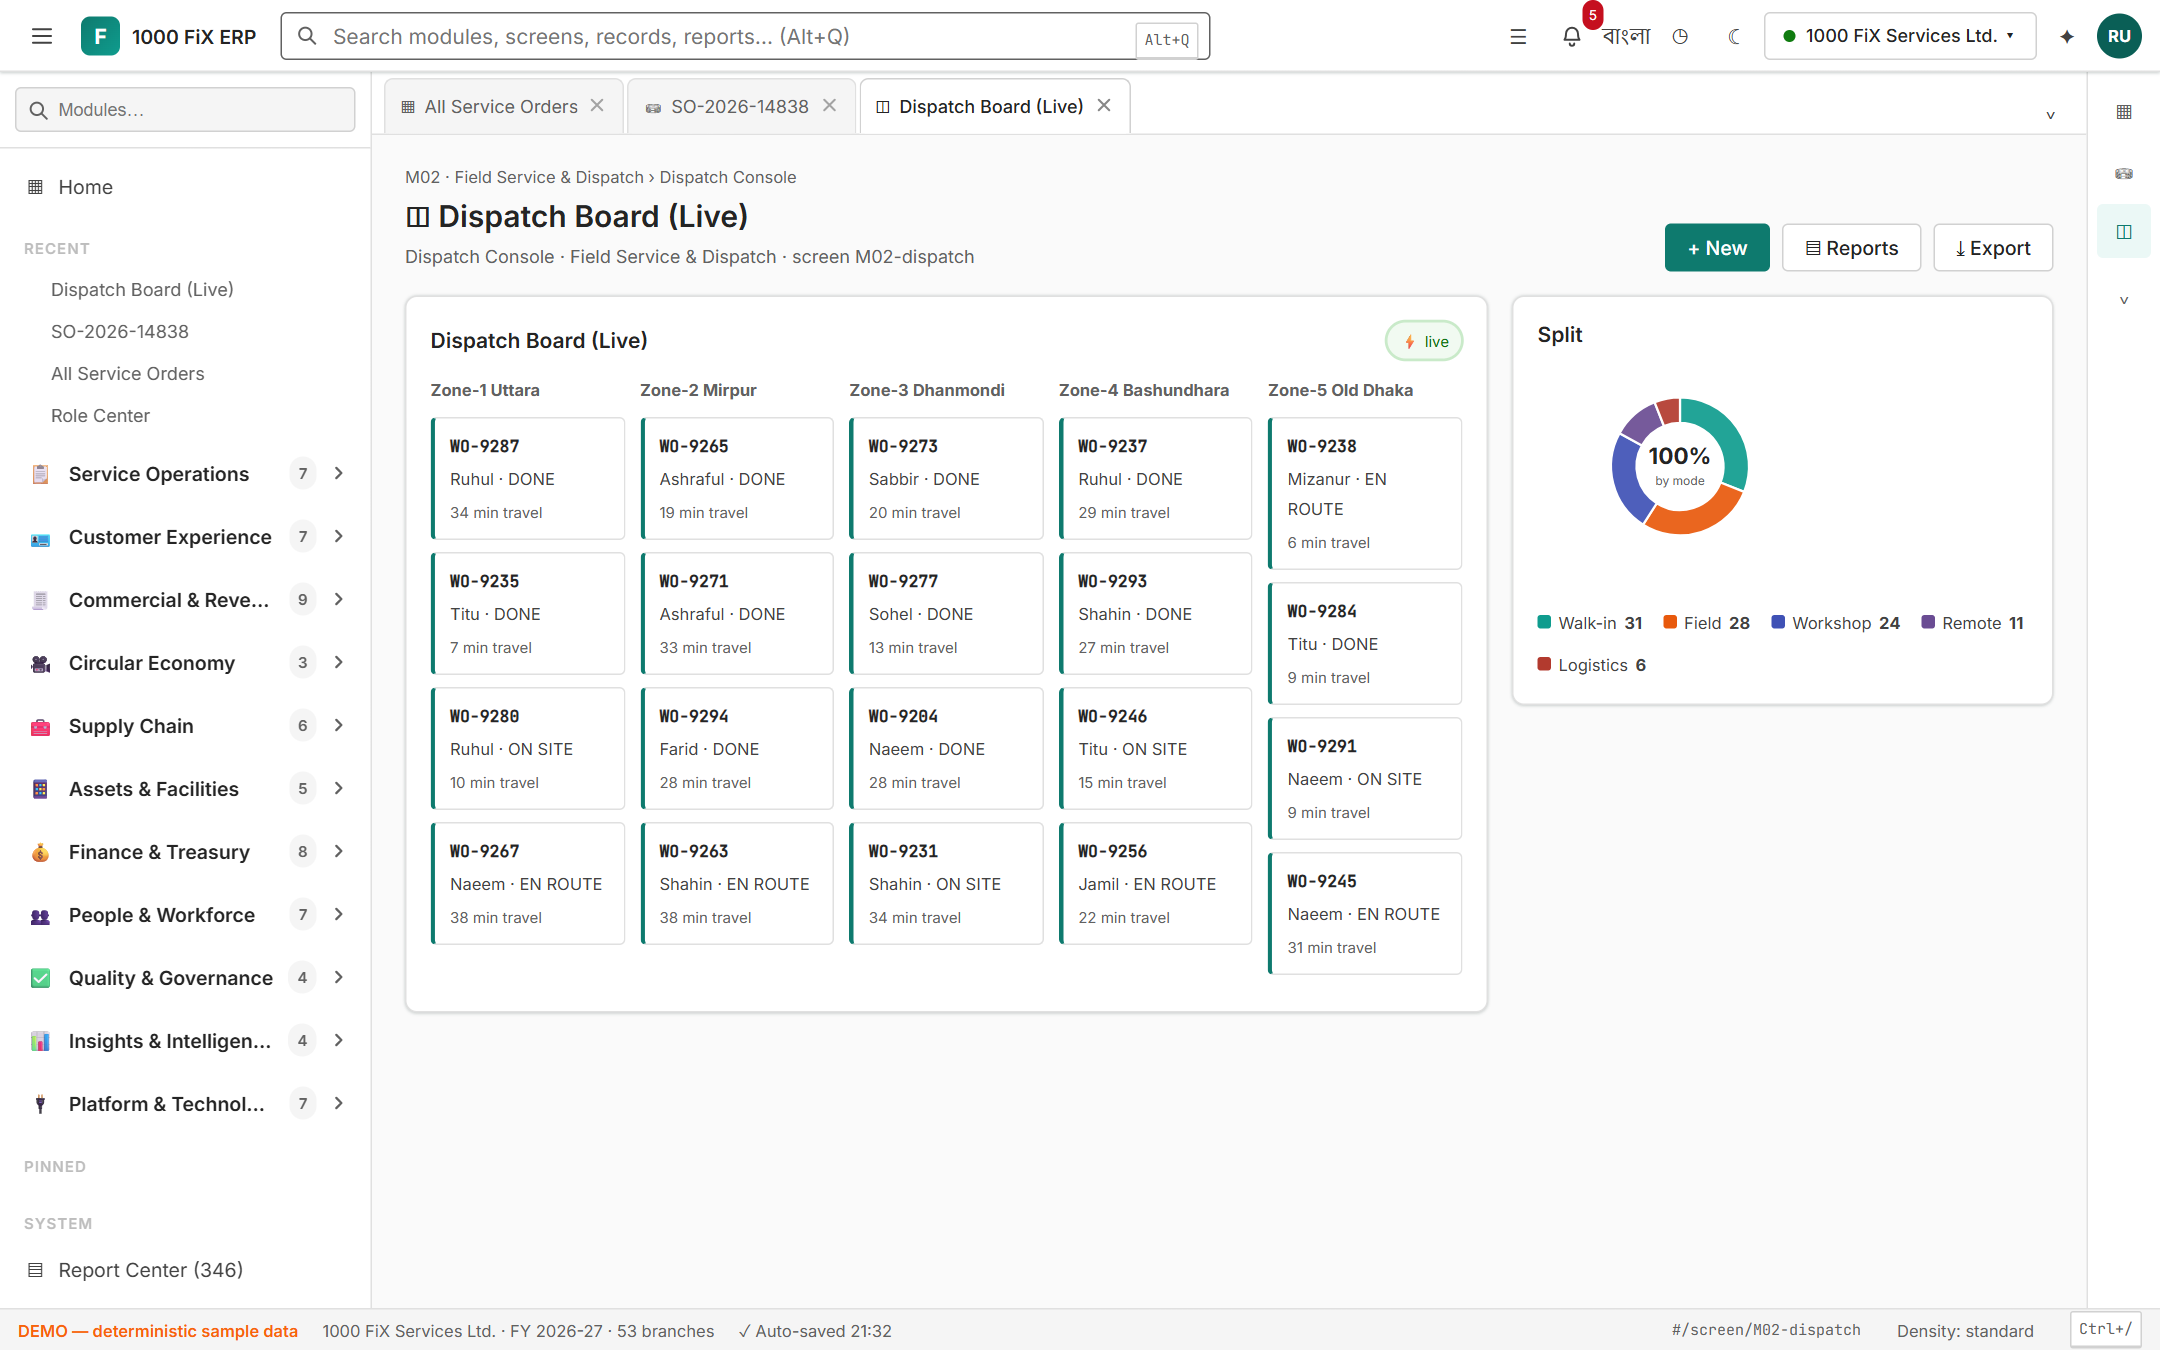 F 1000 FiX ERP
Search modules, screens, records, reports... (Alt+Q)
Alt+Q
5
বাংলা
1000 FiX Services Ltd.
RU
Modules...
Home
RECENT
Dispatch Board (Live)
SO-2026-14838
All Service Orders
Role Center
Service Operations 7
Customer Experience 7
Commercial & Reve... 9
Circular Economy 3
Supply Chain 6
Assets & Facilities 5
Finance & Treasury 8
People & Workforce 7
Quality & Governance 4
Insights & Intelligen... 4
Platform & Technol... 7
PINNED
SYSTEM
Report Center (346)
All Service Orders
SO-2026-14838
Dispatch Board (Live)
M02 · Field Service & Dispatch › Dispatch Console
Dispatch Board (Live)
Dispatch Console · Field Service & Dispatch · screen M02-dispatch
+ New
Reports
Export
Dispatch Board (Live)
live
Zone-1 Uttara
WO-9287
Ruhul · DONE
34 min travel
WO-9235
Titu · DONE
7 min travel
WO-9280
Ruhul · ON SITE
10 min travel
WO-9267
Naeem · EN ROUTE
38 min travel
Zone-2 Mirpur
WO-9265
Ashraful · DONE
19 min travel
WO-9271
Ashraful · DONE
33 min travel
WO-9294
Farid · DONE
28 min travel
WO-9263
Shahin · EN ROUTE
38 min travel
Zone-3 Dhanmondi
WO-9273
Sabbir · DONE
20 min travel
WO-9277
Sohel · DONE
13 min travel
WO-9204
Naeem · DONE
28 min travel
WO-9231
Shahin · ON SITE
34 min travel
Zone-4 Bashundhara
WO-9237
Ruhul · DONE
29 min travel
WO-9293
Shahin · DONE
27 min travel
WO-9246
Titu · ON SITE
15 min travel
WO-9256
Jamil · EN ROUTE
22 min travel
Zone-5 Old Dhaka
WO-9238
Mizanur · EN
ROUTE
6 min travel
WO-9284
Titu · DONE
9 min travel
WO-9291
Naeem · ON SITE
9 min travel
WO-9245
Naeem · EN ROUTE
31 min travel
Split
100%
by mode
Walk-in 31 Field 28 Workshop 24 Remote 11
Logistics 6
DEMO — deterministic sample data
1000 FiX Services Ltd. · FY 2026-27 · 53 branches
✓ Auto-saved 21:32
#/screen/M02-dispatch
Density: standard
Ctrl+/